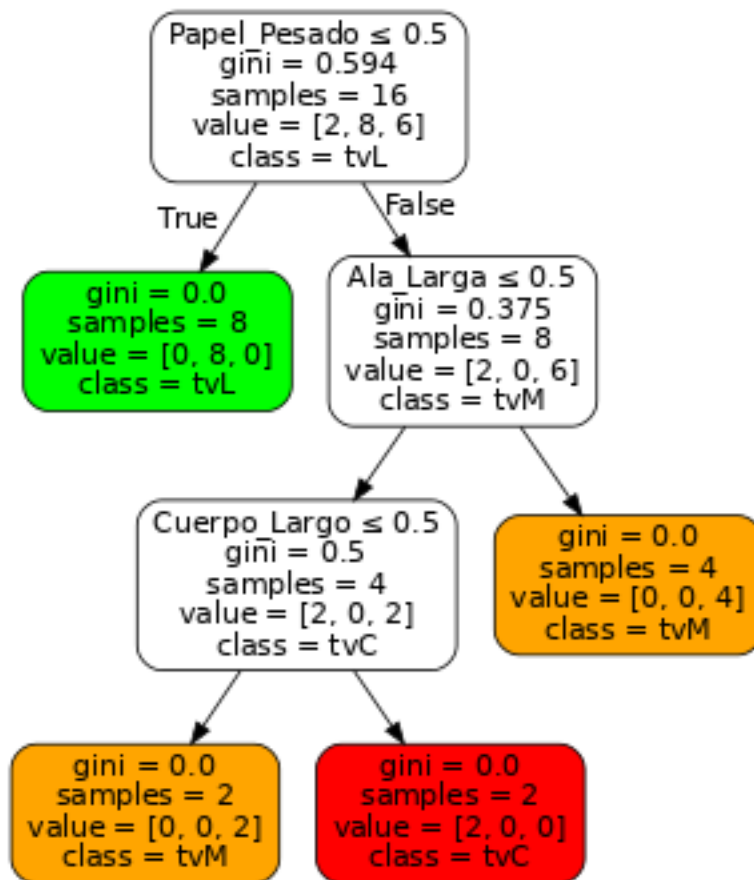 Papel_Pesado ≤ 0.5
gini = 0.594
samples = 16
value = [2, 8, 6]
class = tvL
True
False
gini = 0.0
samples = 8
value = [0, 8, 0]
class = tvL
Ala_Larga ≤ 0.5
gini = 0.375
samples = 8
value = [2, 0, 6]
class = tvM
Cuerpo_Largo ≤ 0.5
gini = 0.5
samples = 4
value = [2, 0, 2]
class = tvC
gini = 0.0
samples = 4
value = [0, 0, 4]
class = tvM
gini = 0.0
samples = 2
value = [0, 0, 2]
class = tvM
gini = 0.0
samples = 2
value = [2, 0, 0]
class = tvC